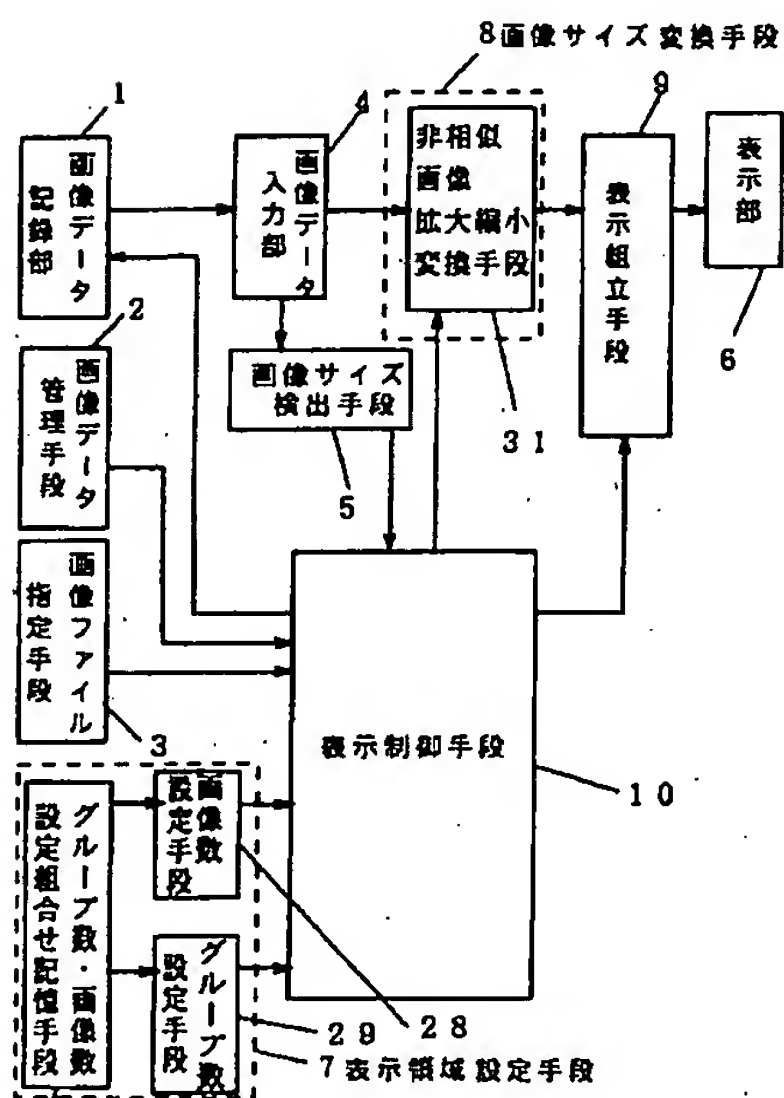 8画像サイズ変換手段
1
4
9
画像データ
記録部
画像データ
入力部
非相似
画像
拡大縮小
変換手段
表示組立手段
表示部
2
6
画像データ
管理手段
画像サイズ
検出手段
31
5
画像ファイル
指定手段
3
表示制御手段
10
グループ数・画像数
設定組合せ記憶手段
画像数
設定手段
グループ数
設定手段
29
28
7表示領域設定手段